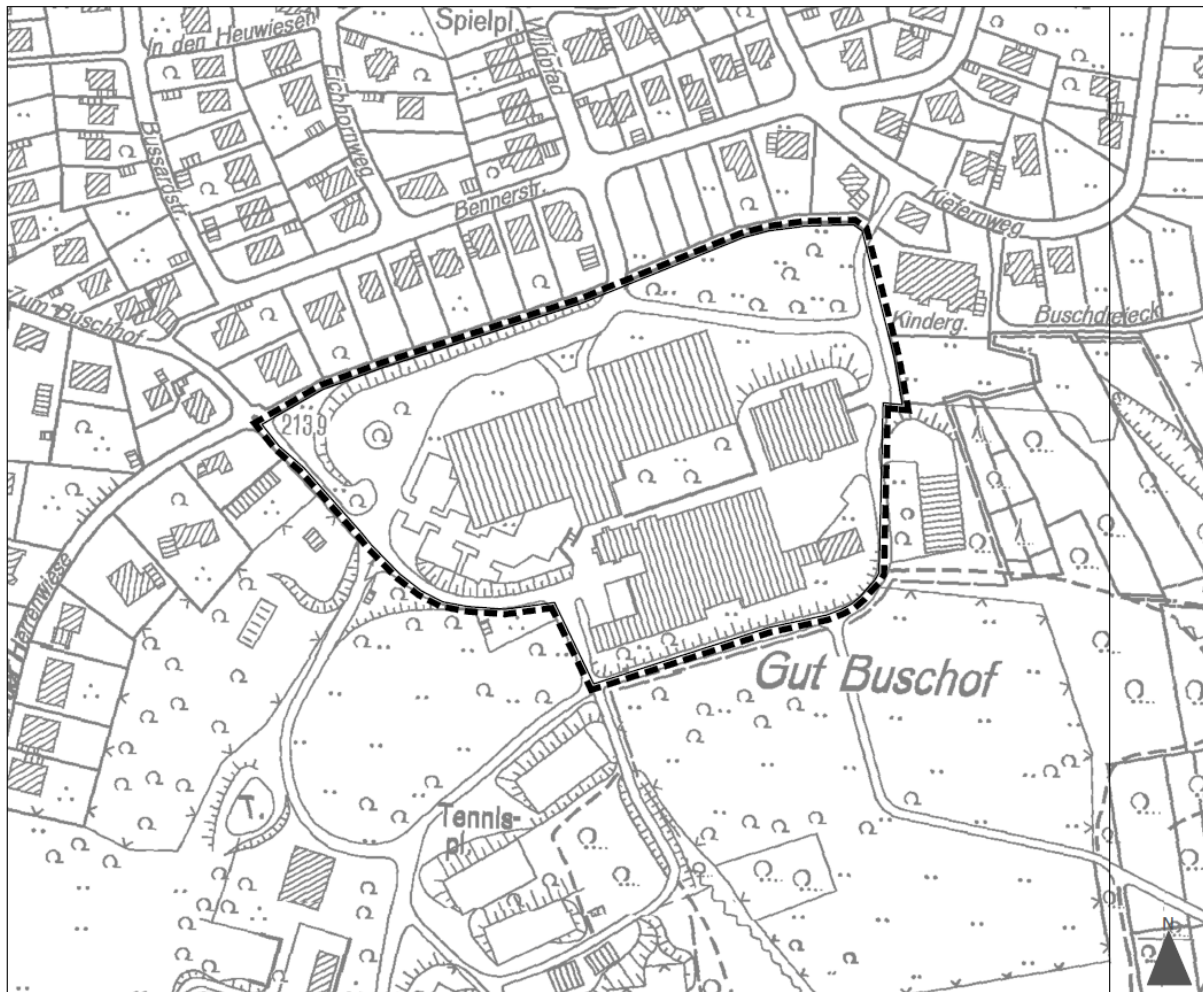 Spielpl.
In den Heuwiesen
Wildpfad
Eichhornweg
Bussardstr.
Bennerstr.
Kiefernweg
Zum Buschhof
Kinderg.
Buschdreieck
213,9
Herrenwiese
Gut Buschof
Tennis-
pl.
T.
N